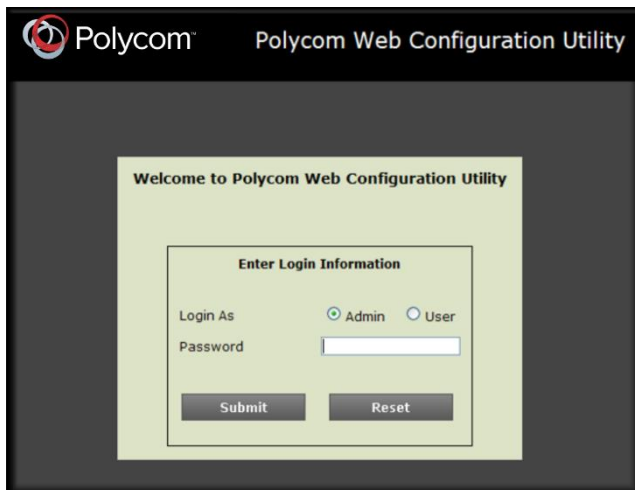 Polycom™ Polycom Web Configuration Utility
Welcome to Polycom Web Configuration Utility
Enter Login Information
Login As Admin User
Password
Submit Reset